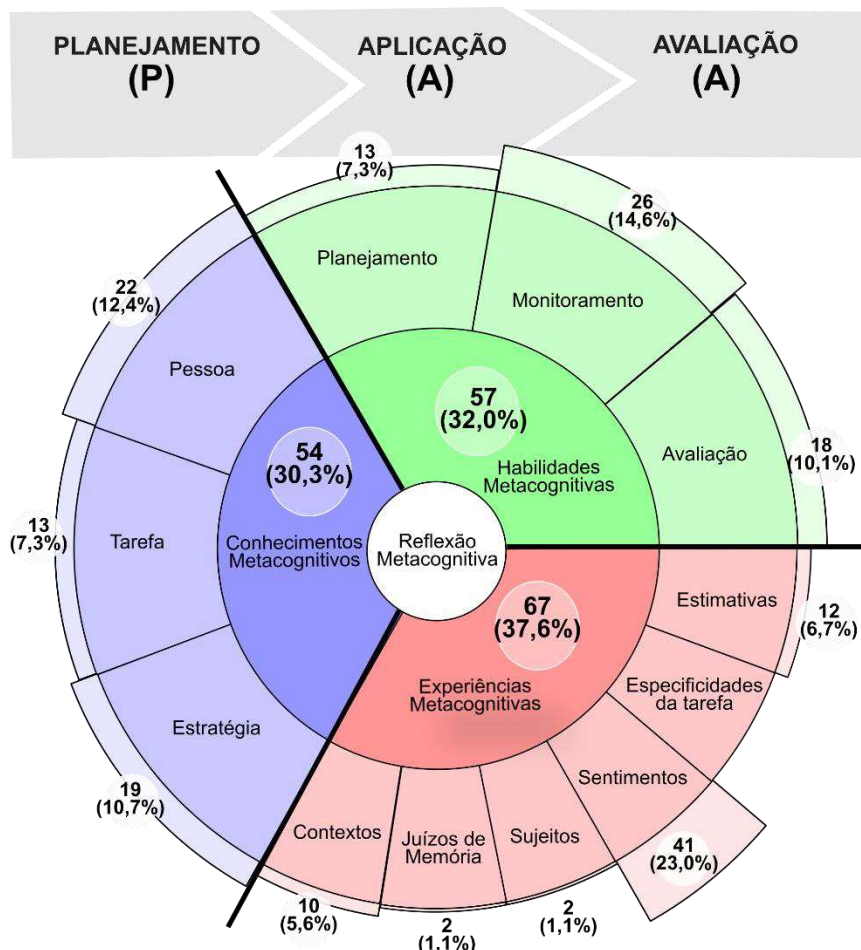 PLANEJAMENTO
(P)
APLICAÇÃO
(A)
AVALIAÇÃO
(A)
13
(7,3%)
26
(14,6%)
Planejamento
Monitoramento
22
(12,4%)
Pessoa
57
(32,0%)
Habilidades
Metacognitivas
Avaliação
18
(10,1%)
54
(30,3%)
Conhecimentos
Metacognitivos
Reflexão
Metacognitiva
13
(7,3%)
Tarefa
67
(37,6%)
Experiências
Metacognitivas
Estimativas
12
(6,7%)
Especificidades
da tarefa
Estratégia
19
(10,7%)
Sentimentos
41
(23,0%)
Contextos
Juízos de
Memória
Sujeitos
10
(5,6%)
2
(1,1%)
2
(1,1%)